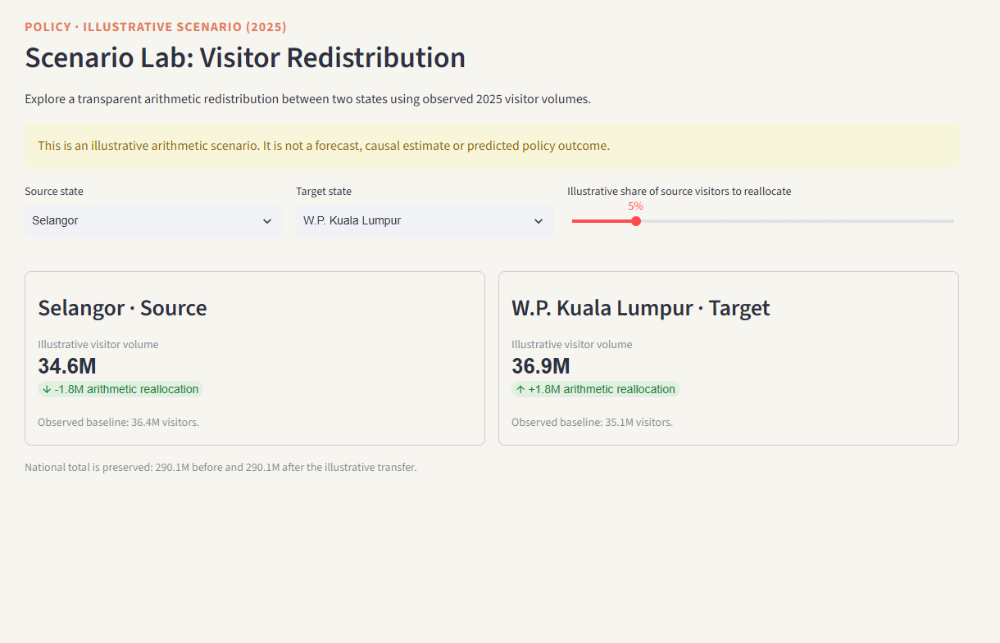 POLICY · ILLUSTRATIVE SCENARIO (2025)
Scenario Lab: Visitor Redistribution
Explore a transparent arithmetic redistribution between two states using observed 2025 visitor volumes.
This is an illustrative arithmetic scenario. It is not a forecast, causal estimate or predicted policy outcome.
Source state
Selangor
Target state
W.P. Kuala Lumpur
Illustrative share of source visitors to reallocate
5%
Selangor · Source
Illustrative visitor volume
34.6M
↓ -1.8M arithmetic reallocation
Observed baseline: 36.4M visitors.
W.P. Kuala Lumpur · Target
Illustrative visitor volume
36.9M
↑ +1.8M arithmetic reallocation
Observed baseline: 35.1M visitors.
National total is preserved: 290.1M before and 290.1M after the illustrative transfer.